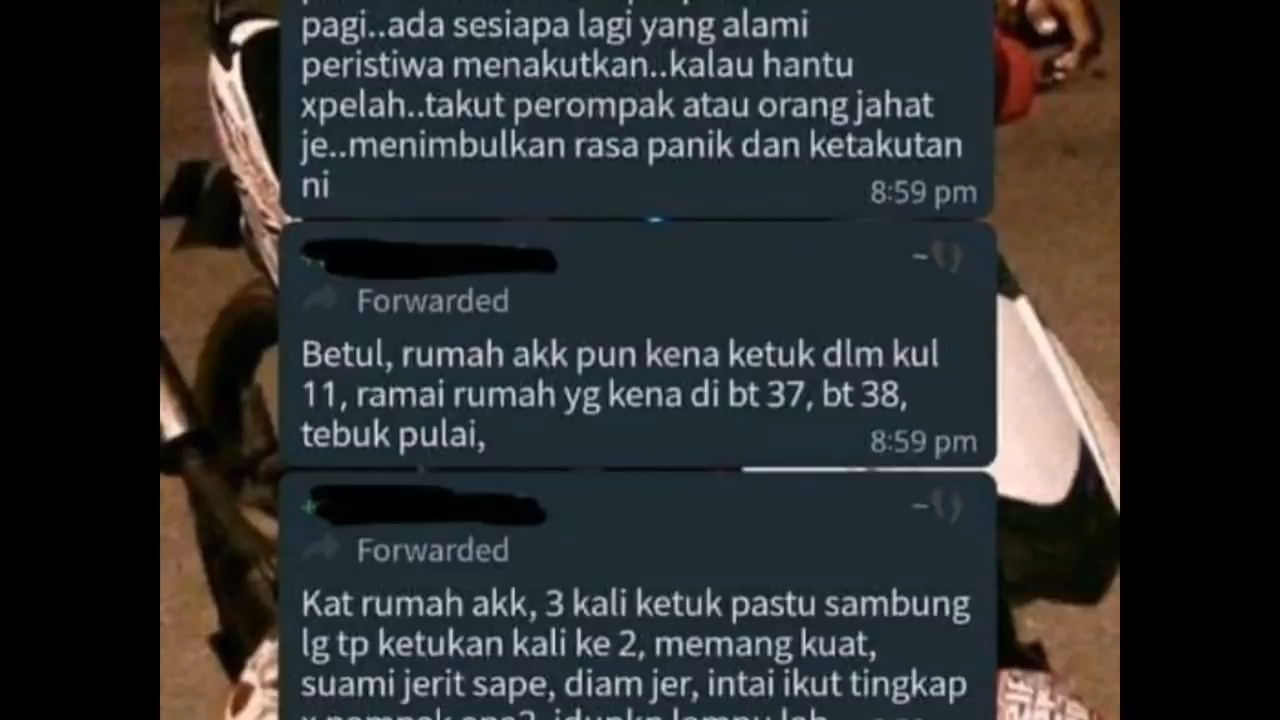 pagi..ada sesiapa lagi yang alami
peristiwa menakutkan..kalau hantu
xpelah..takut perompak atau orang jahat
je..menimbulkan rasa panik dan ketakutan
ni
8:59 pm
Forwarded
Betul, rumah akk pun kena ketuk dlm kul
11, ramai rumah yg kena di bt 37, bt 38,
tebuk pulai,
8:59 pm
Forwarded
Kat rumah akk, 3 kali ketuk pastu sambung
lg tp ketukan kali ke 2, memang kuat,
suami jerit sape, diam jer, intai ikut tingkap